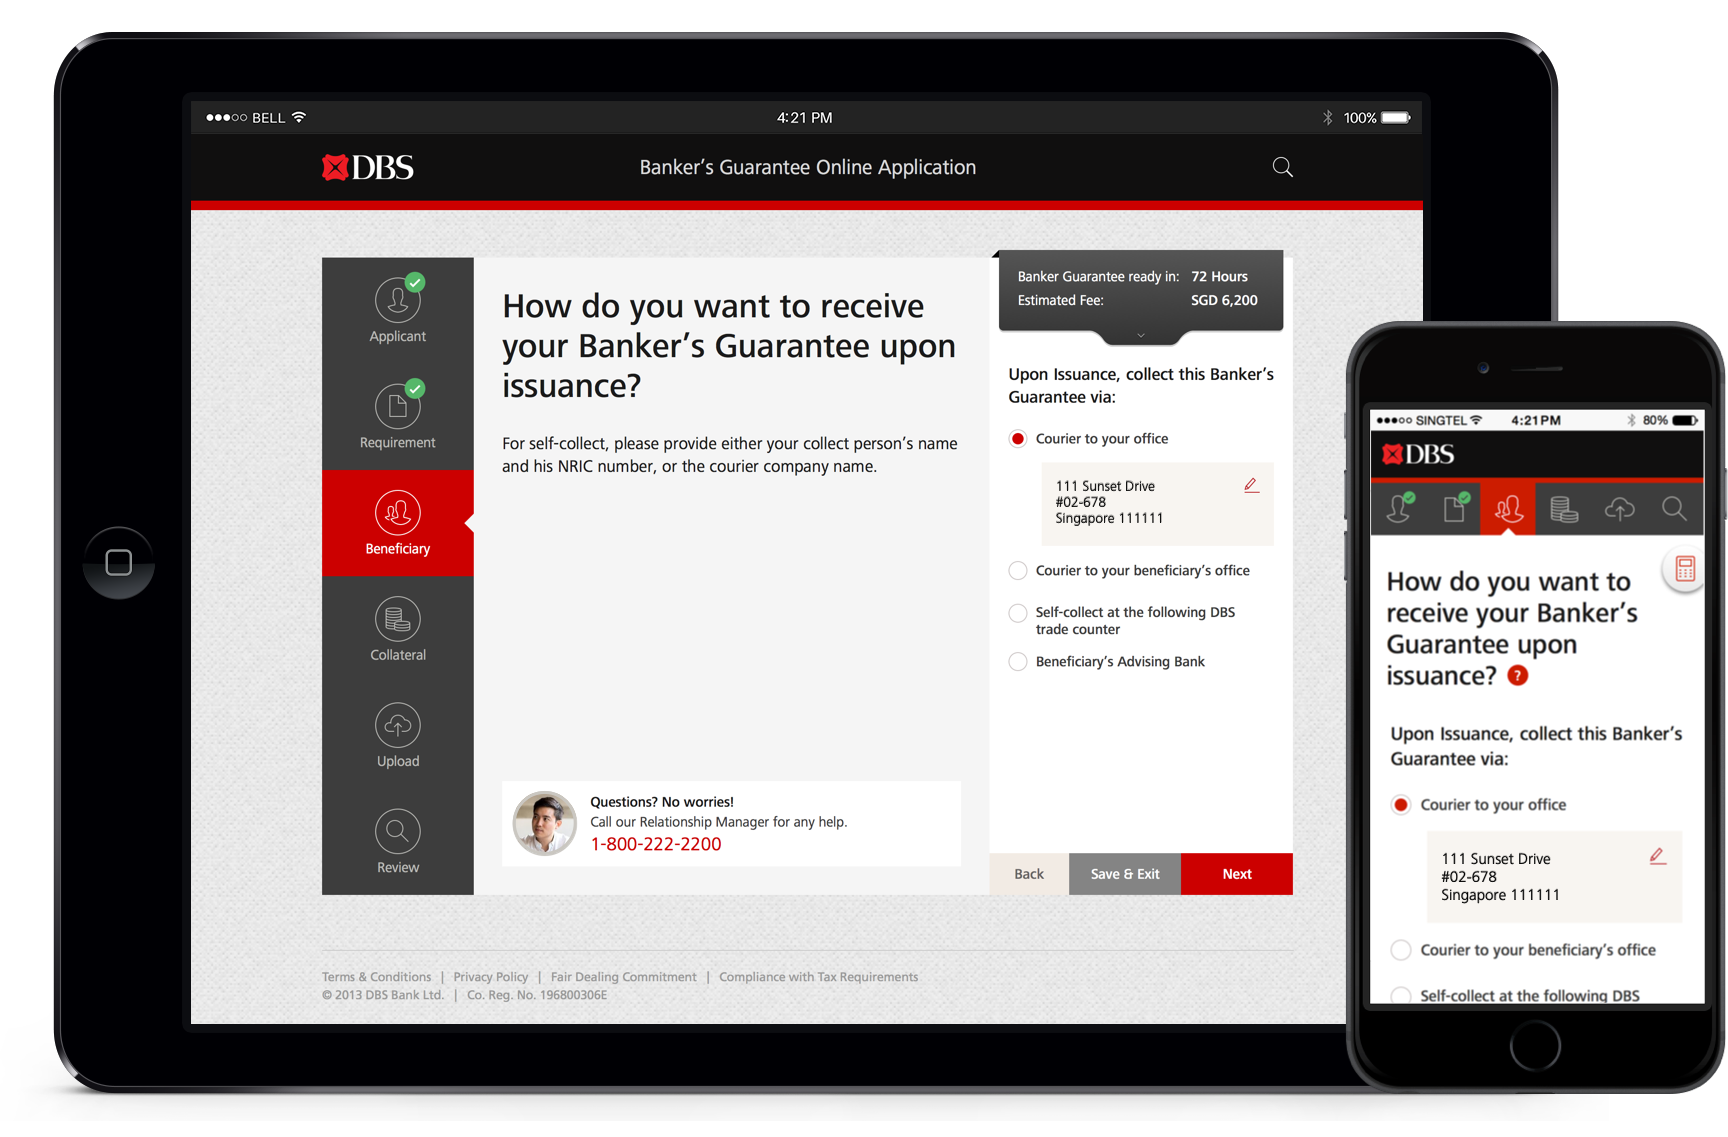 BELL
4:21 PM
100%
DBS
Banker's Guarantee Online Application
Applicant
Requirement
Beneficiary
Collateral
Upload
Review
How do you want to receive
your Banker's Guarantee upon
issuance?
For self-collect, please provide either your collect person's name
and his NRIC number, or the courier company name.
Questions? No worries!
Call our Relationship Manager for any help.
1-800-222-2200
Banker Guarantee ready in: 72 Hours
Estimated Fee: SGD 6,200
Upon Issuance, collect this Banker's
Guarantee via:
Courier to your office
111 Sunset Drive
#02-678
Singapore 111111
Courier to your beneficiary's office
Self-collect at the following DBS
trade counter
Beneficiary's Advising Bank
Back
Save & Exit
Next
Terms & Conditions | Privacy Policy | Fair Dealing Commitment | Compliance with Tax Requirements
© 2013 DBS Bank Ltd. | Co. Reg. No. 196800306E
SINGTEL
4:21PM
80%
DBS
How do you want to
receive your Banker's
Guarantee upon
issuance? ?
Upon Issuance, collect this Banker's
Guarantee via:
Courier to your office
111 Sunset Drive
#02-678
Singapore 111111
Courier to your beneficiary's office
Self-collect at the following DBS